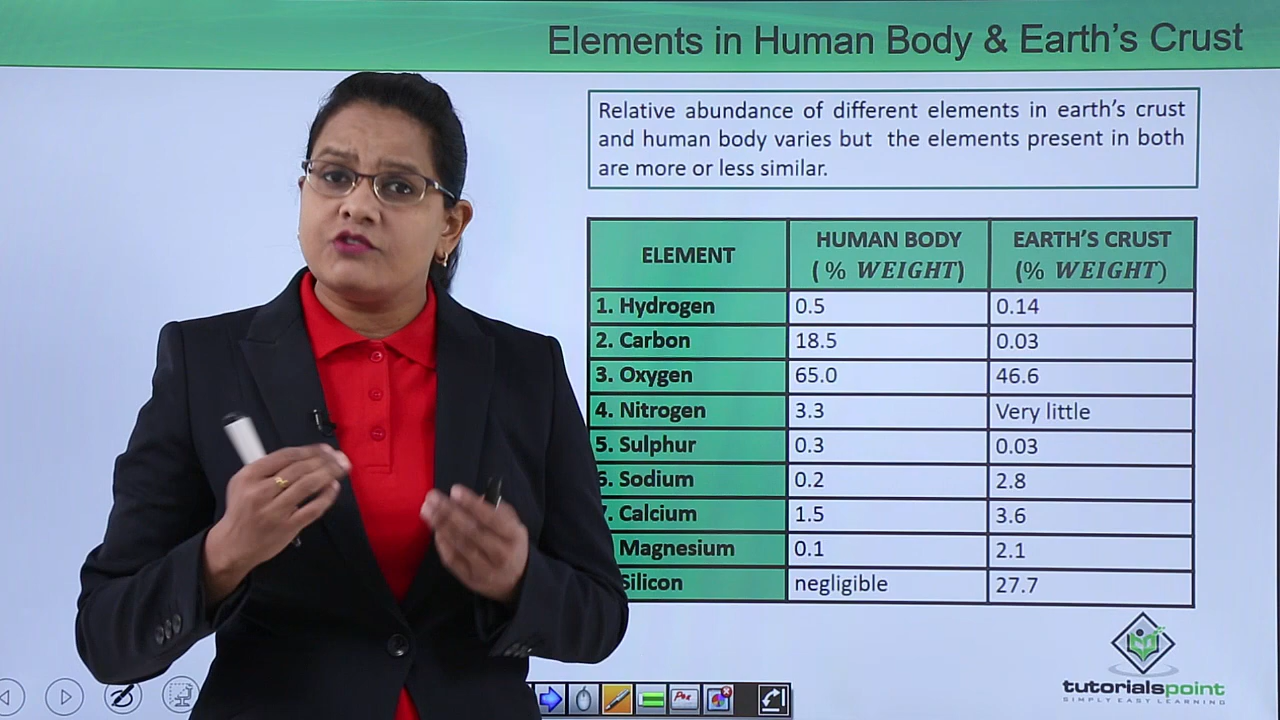 Elements in Human Body & Earth's Crust
Relative abundance of different elements in earth's crust
and human body varies but the elements present in both
are more or less similar.
ELEMENT HUMAN BODY (% WEIGHT) EARTH'S CRUST (% WEIGHT)
1. Hydrogen 0.5 0.14
2. Carbon 18.5 0.03
3. Oxygen 65.0 46.6
4. Nitrogen 3.3 Very little
5. Sulphur 0.3 0.03
6. Sodium 0.2 2.8
7. Calcium 1.5 3.6
Magnesium 0.1 2.1
Silicon negligible 27.7
tutorialspoint
SIMPLY EASY LEARNING